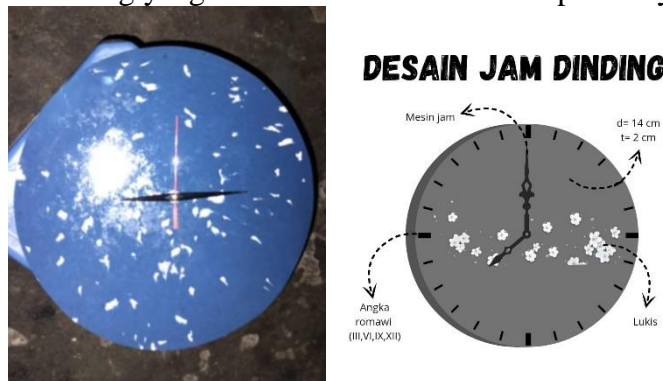 DESAIN JAM DINDING
Mesin jam
d= 14 cm
t= 2 cm
Angka
romawi
(III,VI,IX,XII)
Lukis